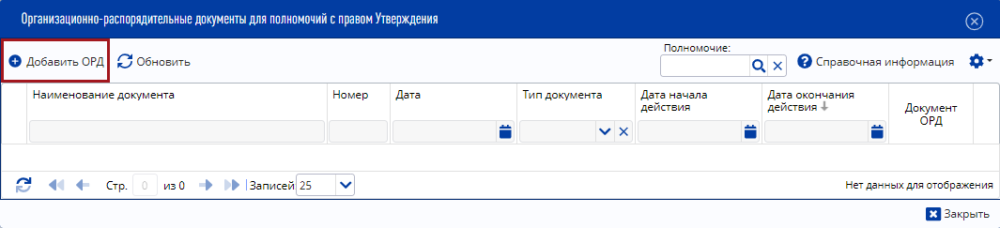 Организационно-распорядительные документы для полномочий с правом Утверждения
Добавить ОРД Обновить Полномочие: Справочная информация
Наименование документа Номер Дата Тип документа Дата начала действия Дата окончания действия Документ ОРД
Стр. 0 из 0 Записей 25 Нет данных для отображения
Закрыть